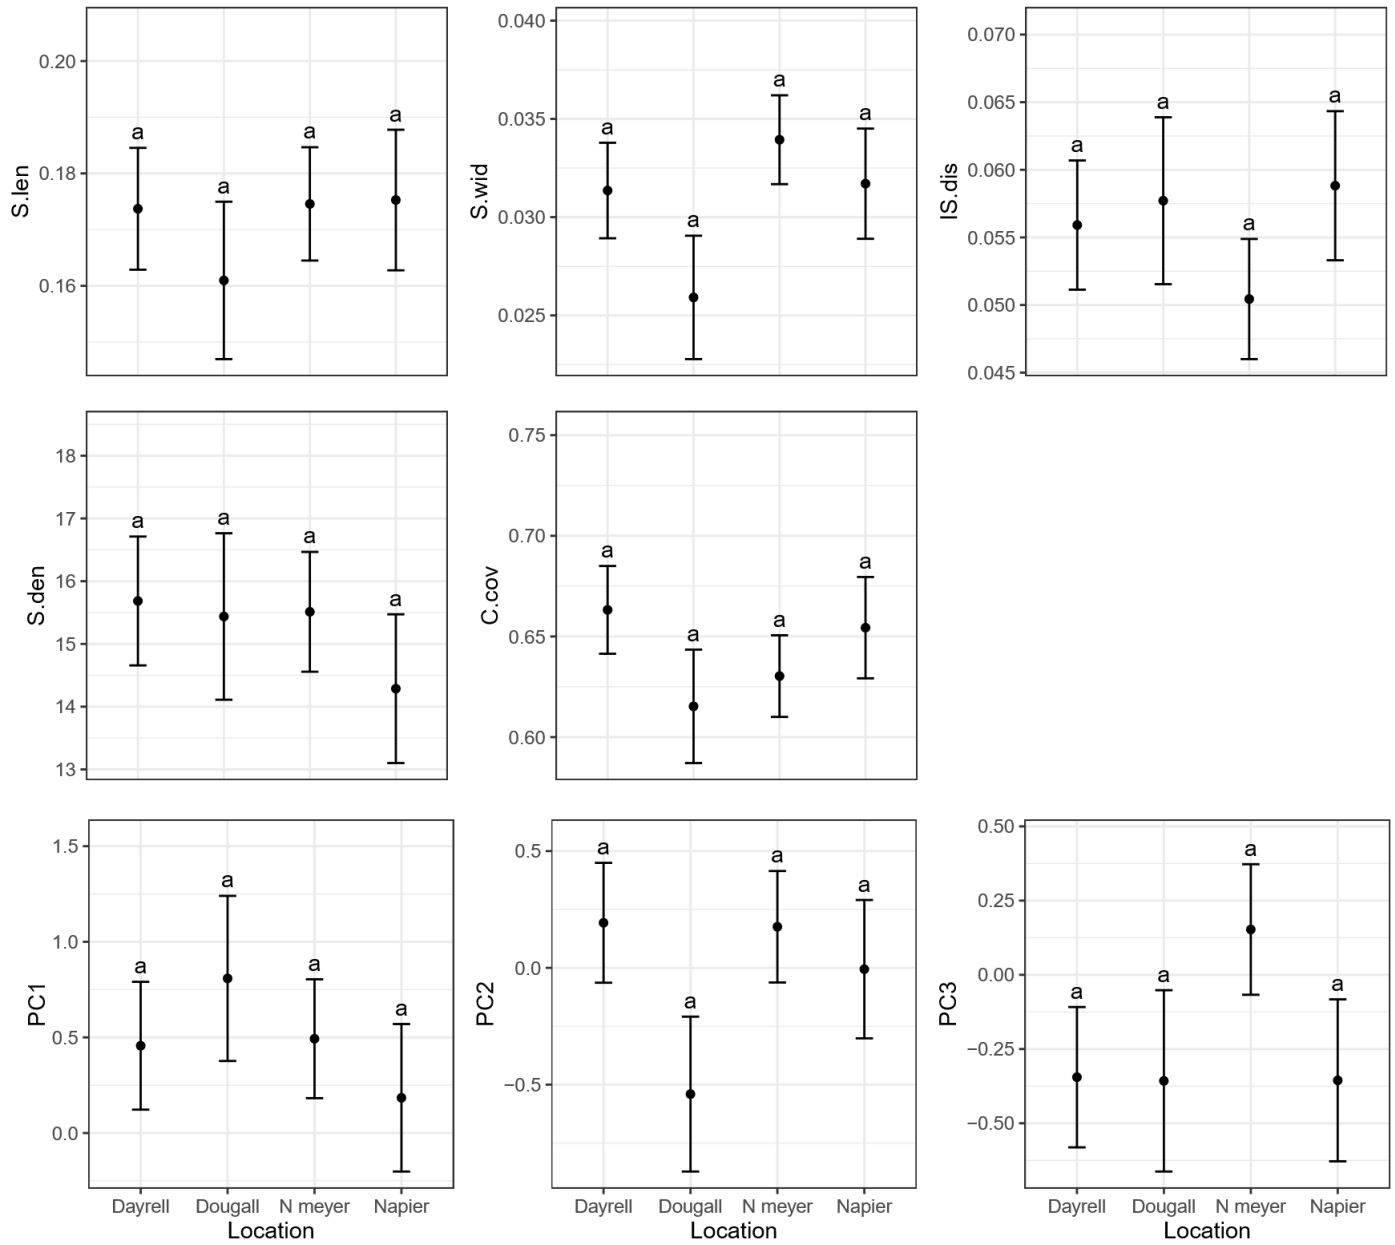 S.len
0.20
0.18
0.16
a
a
a
a
S.wid
0.040
0.035
0.030
0.025
a
a
a
a
IS.dis
0.070
0.065
0.060
0.055
0.050
0.045
a
a
a
a
S.den
18
17
16
15
14
13
a
a
a
a
C.cov
0.75
0.70
0.65
0.60
a
a
a
a
PC1
1.5
1.0
0.5
0.0
a
a
a
a
Dayrell Dougall N meyer Napier
Location
PC2
0.5
0.0
−0.5
a
a
a
a
Dayrell Dougall N meyer Napier
Location
PC3
0.50
0.25
0.00
−0.25
−0.50
a
a
a
a
Dayrell Dougall N meyer Napier
Location